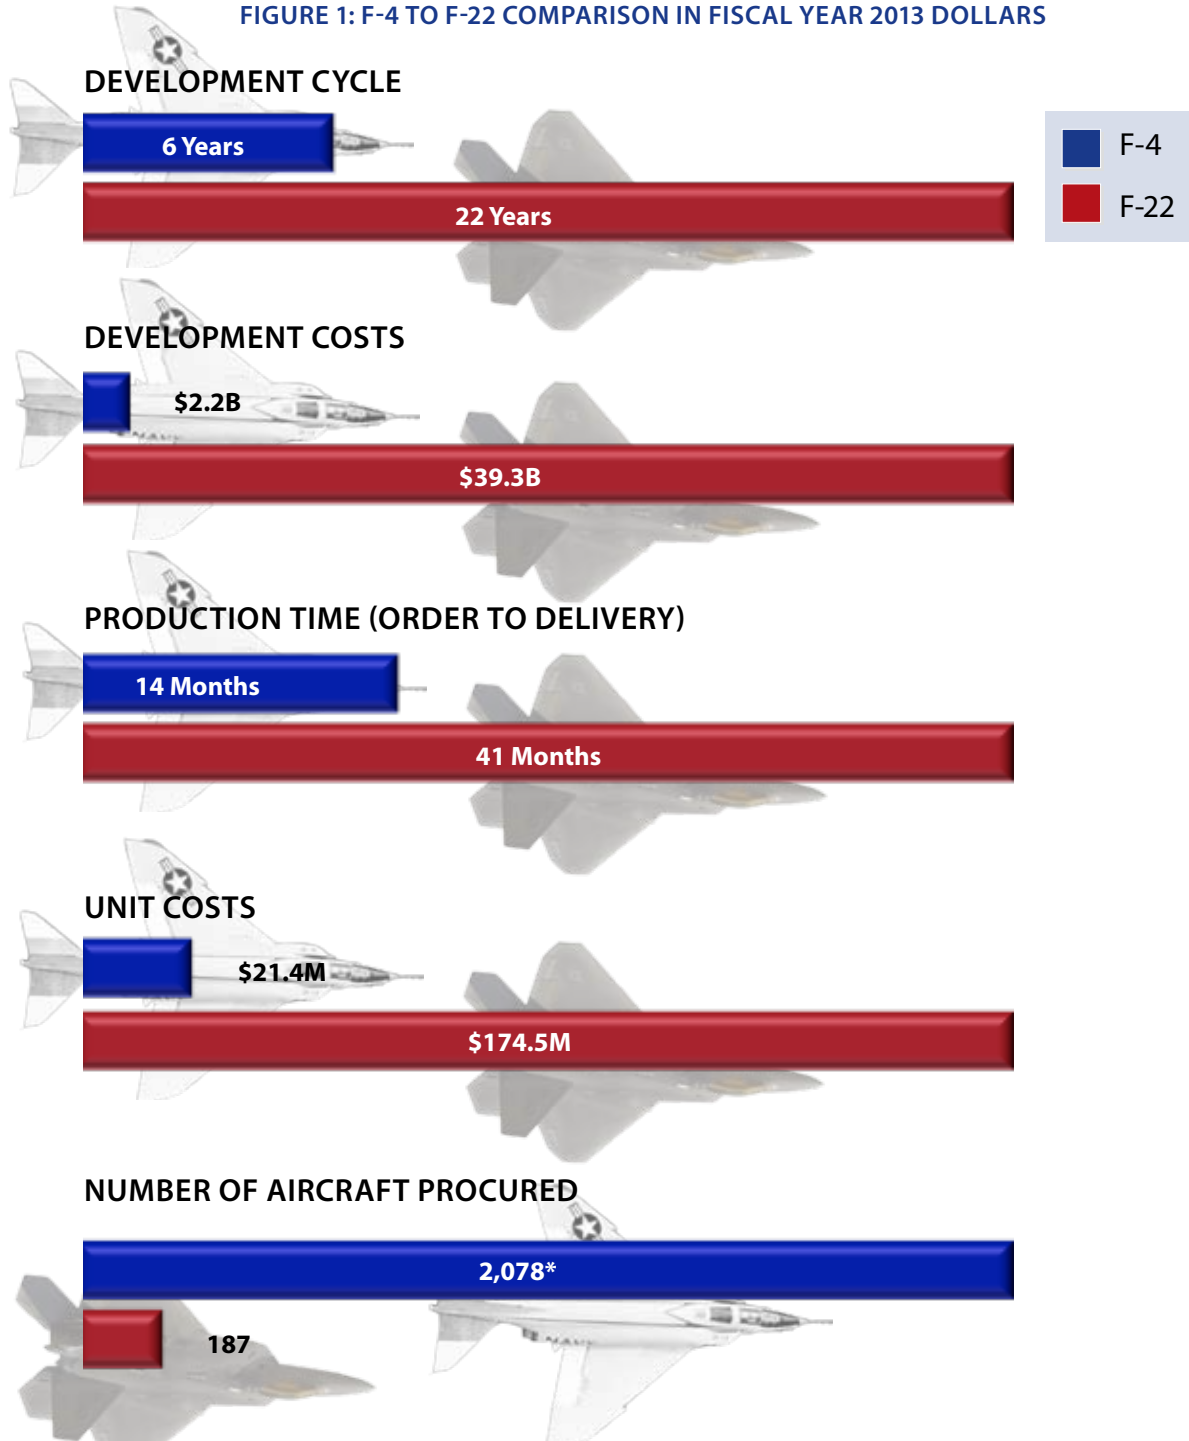 FIGURE 1: F-4 TO F-22 COMPARISON IN FISCAL YEAR 2013 DOLLARS
DEVELOPMENT CYCLE
6 Years
22 Years
F-4
F-22
DEVELOPMENT COSTS
$2.2B
$39.3B
PRODUCTION TIME (ORDER TO DELIVERY)
14 Months
41 Months
UNIT COSTS
$21.4M
$174.5M
NUMBER OF AIRCRAFT PROCURED
2,078*
187
NAVY